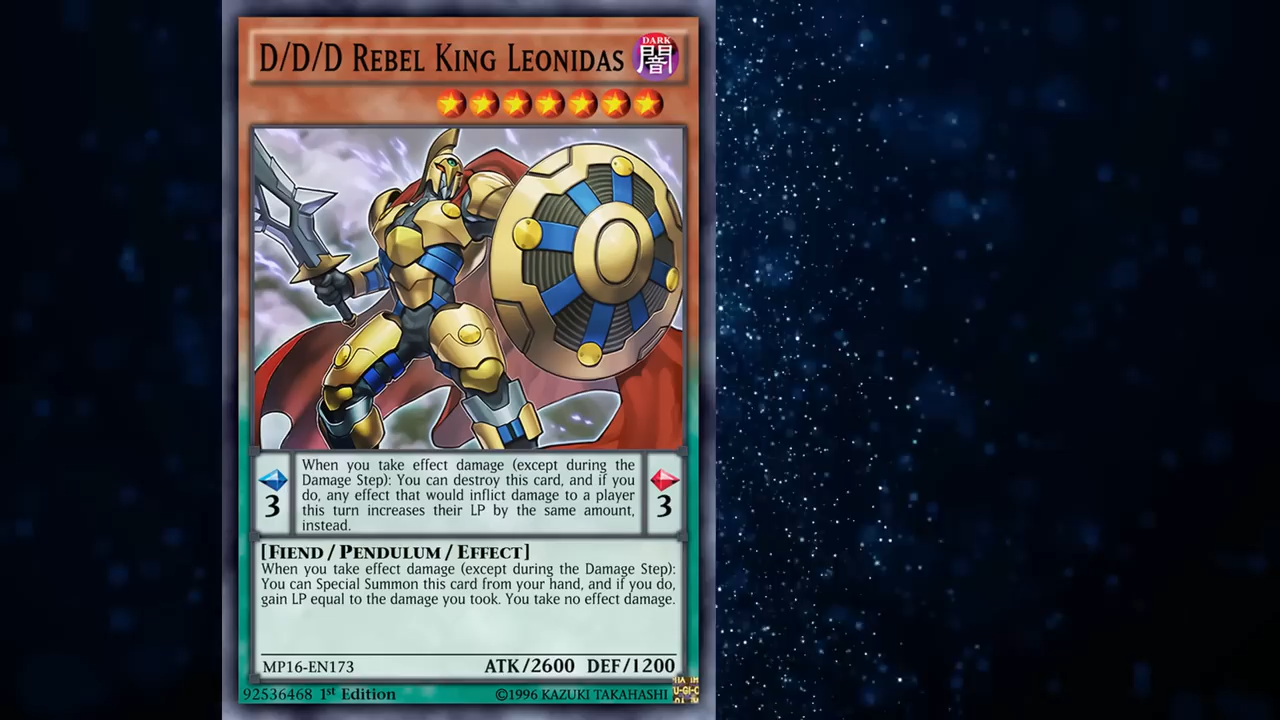 D/D/D REBEL KING LEONIDAS
DARK
闇
When you take effect damage (except during the
Damage Step): You can destroy this card, and if you
do, any effect that would inflict damage to a player
this turn increases their LP by the same amount,
instead.
3
3
[FIEND / PENDULUM / EFFECT]
When you take effect damage (except during the Damage Step):
You can Special Summon this card from your hand, and if you do,
gain LP equal to the damage you took. You take no effect damage.
MP16-EN173
ATK/2600 DEF/1200
92536468 1st Edition
©1996 KAZUKI TAKAHASHI